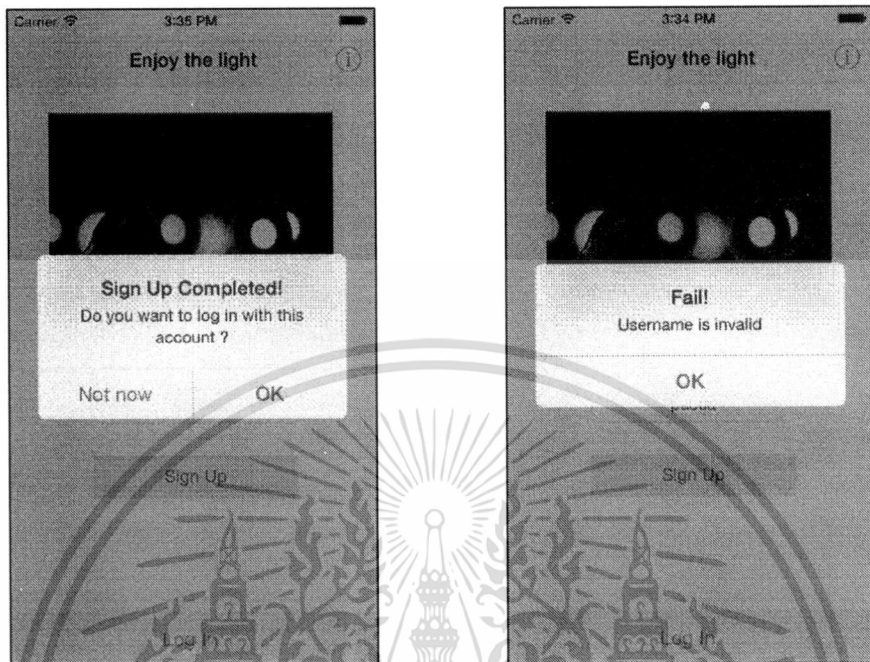 Carrier 3:35 PM
Enjoy the light
Sign Up Completed!
Do you want to log in with this
account ?
Not now OK
Sign Up
Log In
Carrier 3:34 PM
Enjoy the light
Fail!
Username is invalid
OK
Sign Up
Log In